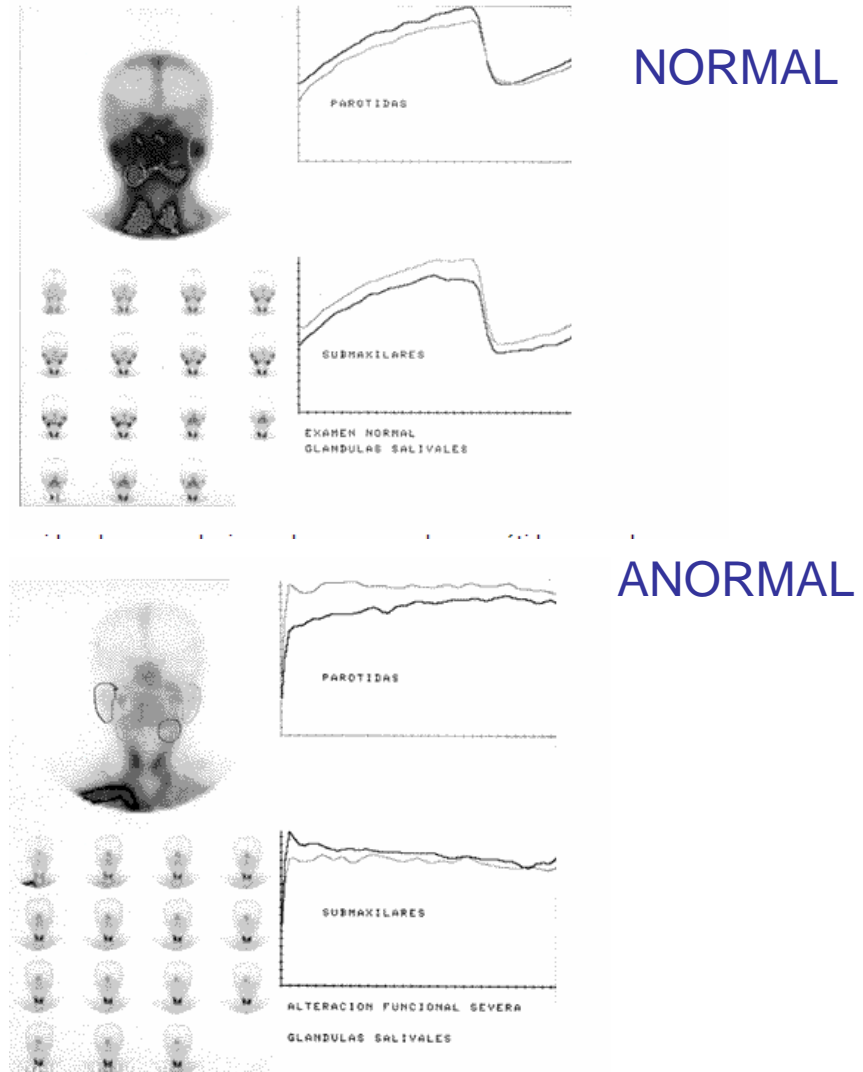 NORMAL
PAROTIDAS
SUBMAXILARES
EXAMEN NORMAL
GLANDULAS SALIVALES
ANORMAL
PAROTIDAS
SUBMAXILARES
ALTERACION FUNCIONAL SEVERA
GLANDULAS SALIVALES